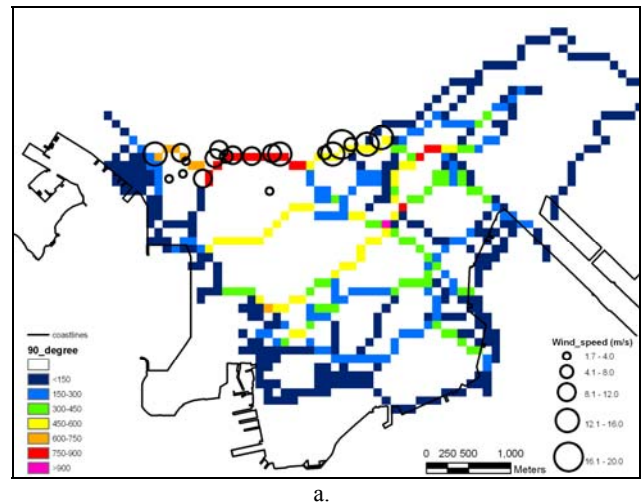 coastlines
90_degree
<150
150-300
300-450
450-600
600-750
750-900
>900
Wind_speed (m/s)
1.7 - 4.0
4.1 - 8.0
8.1 - 12.0
12.1 - 16.0
16.1 - 20.0
0 250 500 1,000
Meters
a.